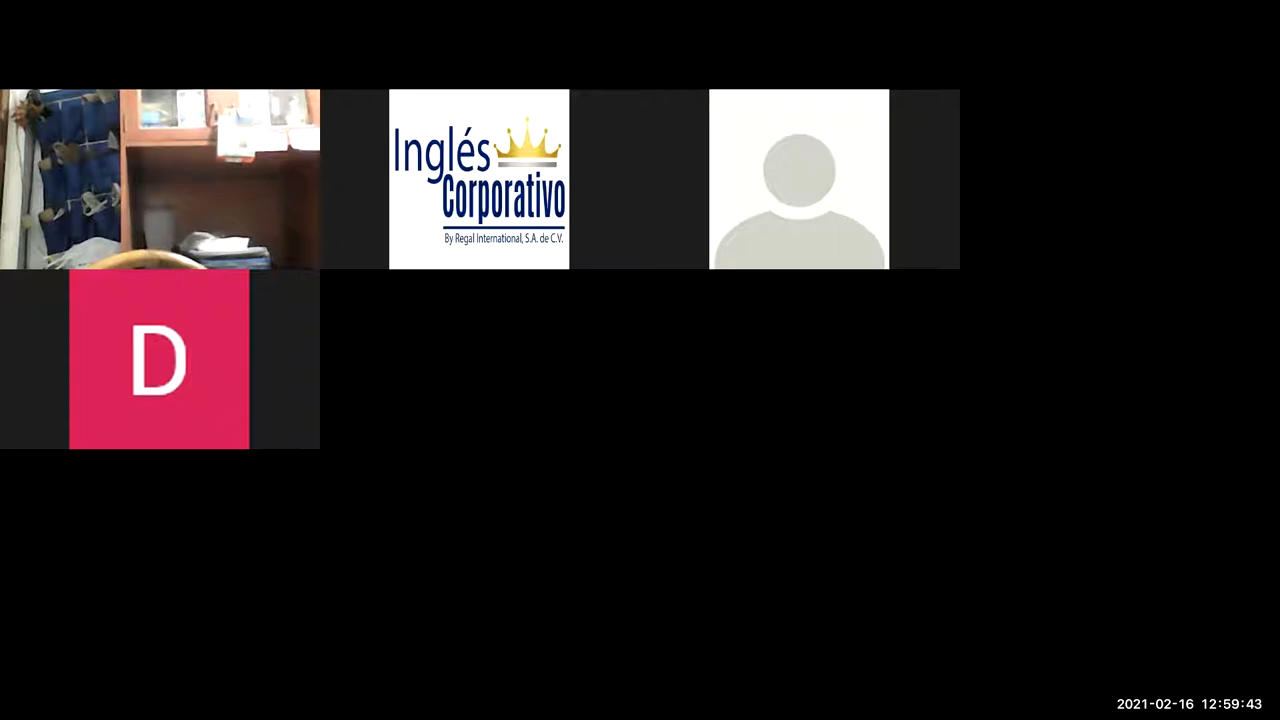 Inglés
Corporativo
By Regal International, S.A. de C.V.
D
2021-02-16 12:59:43